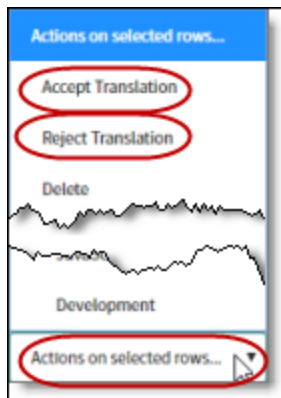 Actions on selected rows...
Accept Translation
Reject Translation
Delete
Development
Actions on selected rows...